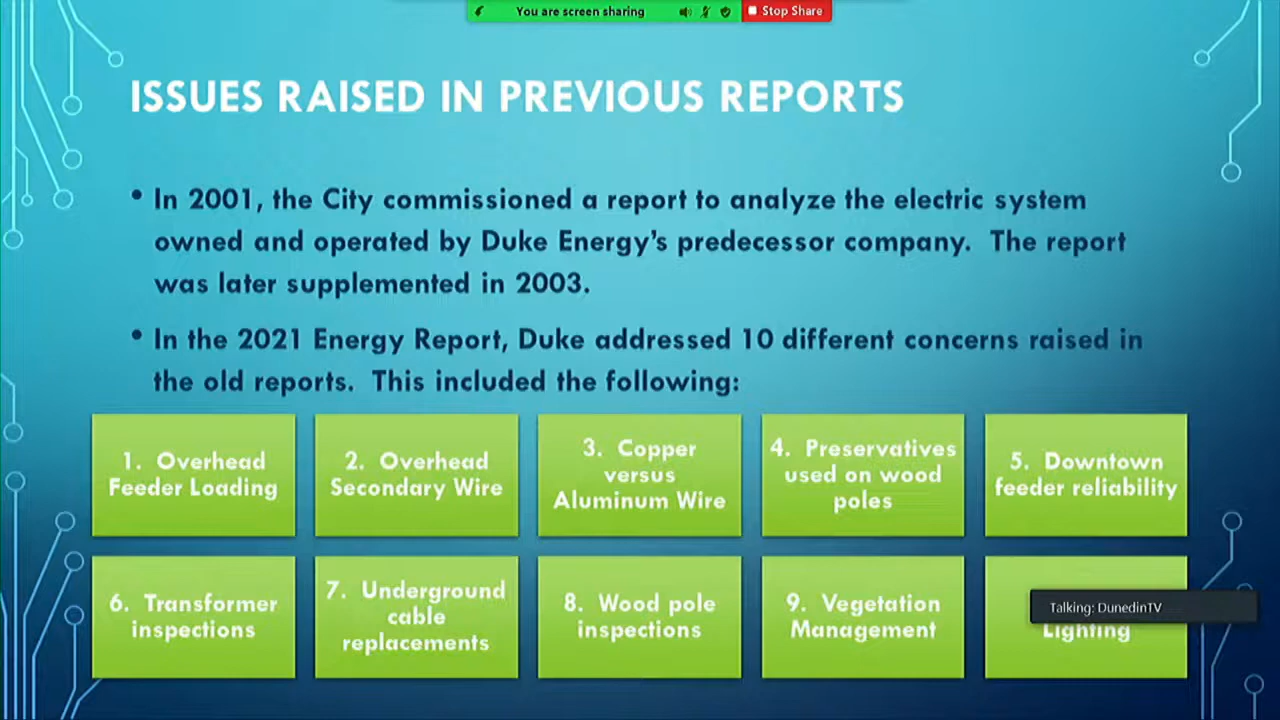 You are screen sharing
Stop Share
ISSUES RAISED IN PREVIOUS REPORTS
• In 2001, the City commissioned a report to analyze the electric system
owned and operated by Duke Energy’s predecessor company. The report
was later supplemented in 2003.
• In the 2021 Energy Report, Duke addressed 10 different concerns raised in
the old reports. This included the following:
1. Overhead
Feeder Loading
2. Overhead
Secondary Wire
3. Copper
versus
Aluminum Wire
4. Preservatives
used on wood
poles
5. Downtown
feeder reliability
6. Transformer
inspections
7. Underground
cable
replacements
8. Wood pole
inspections
9. Vegetation
Management
Talking: DunedinTV
Lighting